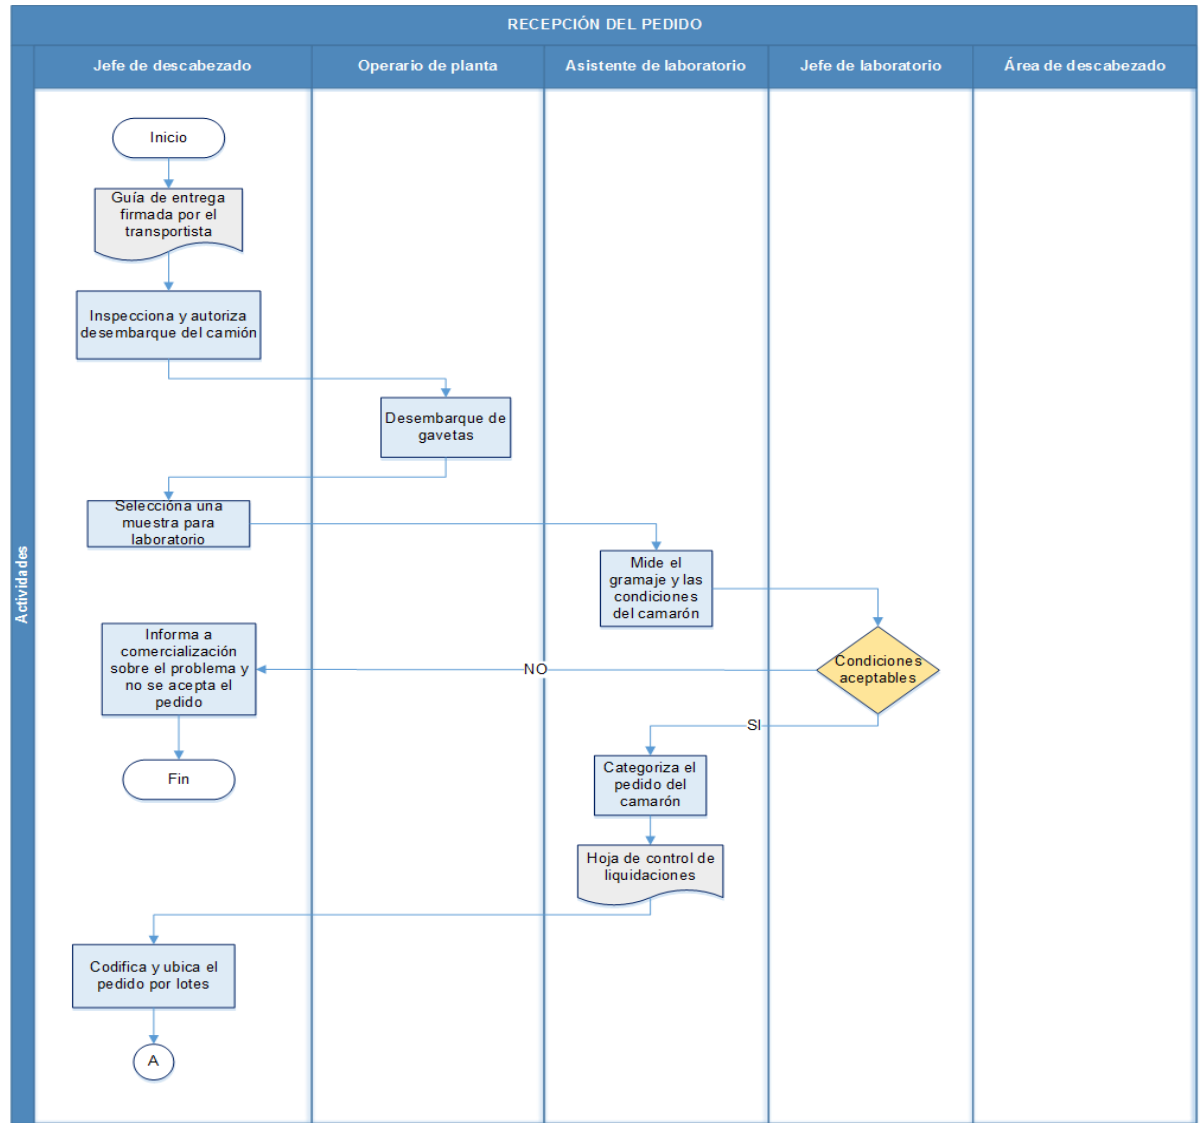 RECEPCIÓN DEL PEDIDO
Jefe de descabezado
Operario de planta
Asistente de laboratorio
Jefe de laboratorio
Área de descabezado
Actividades
Inicio
Guía de entrega
firmada por el
transportista
Inspecciona y autoriza
desembarque del camión
Desembarque de
gavetas
Seleccióna una
muestra para
laboratorio
Mide el
gramaje y las
condiciones
del camarón
Condiciones
aceptables
NO
Informa a
comercialización
sobre el problema y
no se acepta el
pedido
Fin
SI
Categoriza el
pedido del
camarón
Hoja de control de
liquidaciones
Codifica y ubica el
pedido por lotes
A